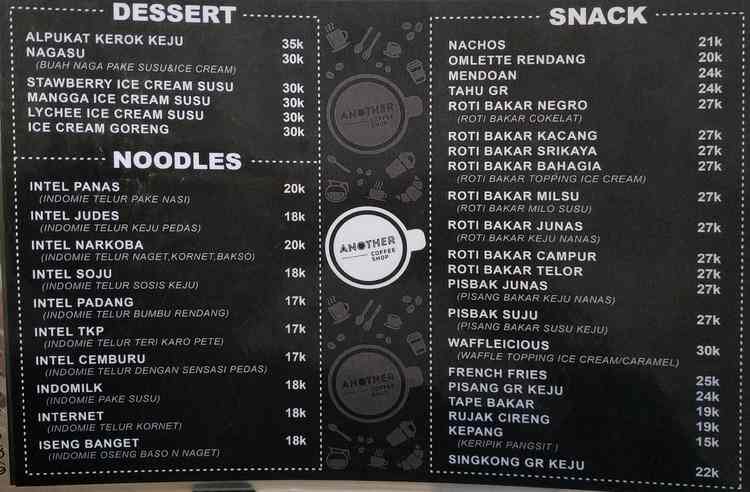 DESSERT
ALPUKAT KEROK KEJU 35k
NAGASU 30k
(BUAH NAGA PAKE SUSU&ICE CREAM)
STAWBERRY ICE CREAM SUSU 30k
MANGGA ICE CREAM SUSU 30k
LYCHEE ICE CREAM SUSU 30k
ICE CREAM GORENG 30k
NOODLES
INTEL PANAS 20k
(INDOMIE TELUR PAKE NASI)
INTEL JUDES 18k
(INDOMIE TELUR KEJU PEDAS)
INTEL NARKOBA 20k
(INDOMIE TELUR NAGET,KORNET,BAKSO)
INTEL SOJU 18k
(INDOMIE TELUR SOSIS KEJU)
INTEL PADANG 17k
(INDOMIE TELUR BUMBU RENDANG)
INTEL TKP 17k
(INDOMIE TELUR TERI KARO PETE)
INTEL CEMBURU 17k
(INDOMIE TELUR DENGAN SENSASI PEDAS)
INDOMILK 18k
(INDOMIE PAKE SUSU)
INTERNET 18k
(INDOMIE TELUR KORNET)
ISENG BANGET 18k
(INDOMIE OSENG BASO N NAGET)
ANOTHER
COFFEE
SHOP
ANOTHER
COFFEE
SHOP
ANOTHER
COFFEE
SHOP
SNACK
NACHOS 21k
OMLETTE RENDANG 20k
MENDOAN 24k
TAHU GR 24k
ROTI BAKAR NEGRO 27k
(ROTI BAKAR COKELAT)
ROTI BAKAR KACANG 27k
ROTI BAKAR SRIKAYA 27k
ROTI BAKAR BAHAGIA 27k
(ROTI BAKAR TOPPING ICE CREAM)
ROTI BAKAR MILSU 27k
(ROTI BAKAR MILO SUSU)
ROTI BAKAR JUNAS 27k
(ROTI BAKAR KEJU NANAS)
ROTI BAKAR CAMPUR 27k
ROTI BAKAR TELOR 27k
PISBAK JUNAS 27k
(PISANG BAKAR KEJU NANAS)
PISBAK SUJU 27k
(PISANG BAKAR SUSU KEJU)
WAFFLEICIOUS 30k
(WAFFLE TOPPING ICE CREAM/CARAMEL)
FRENCH FRIES 25k
PISANG GR KEJU 24k
TAPE BAKAR 19k
RUJAK CIRENG 19k
KEPANG 15k
(KERIPIK PANGSIT )
SINGKONG GR KEJU 22k